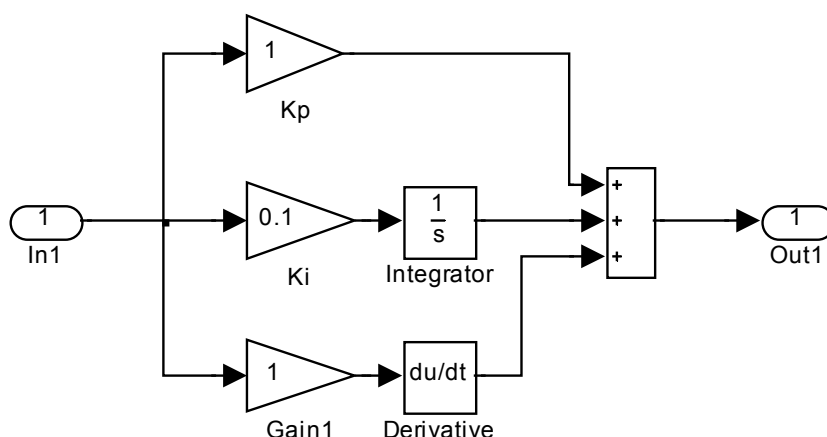 1
Kp
+
1
In1
0.1
Ki
1
s
Integrator
+
1
Out1
+
1
Gain1
du/dt
Derivative